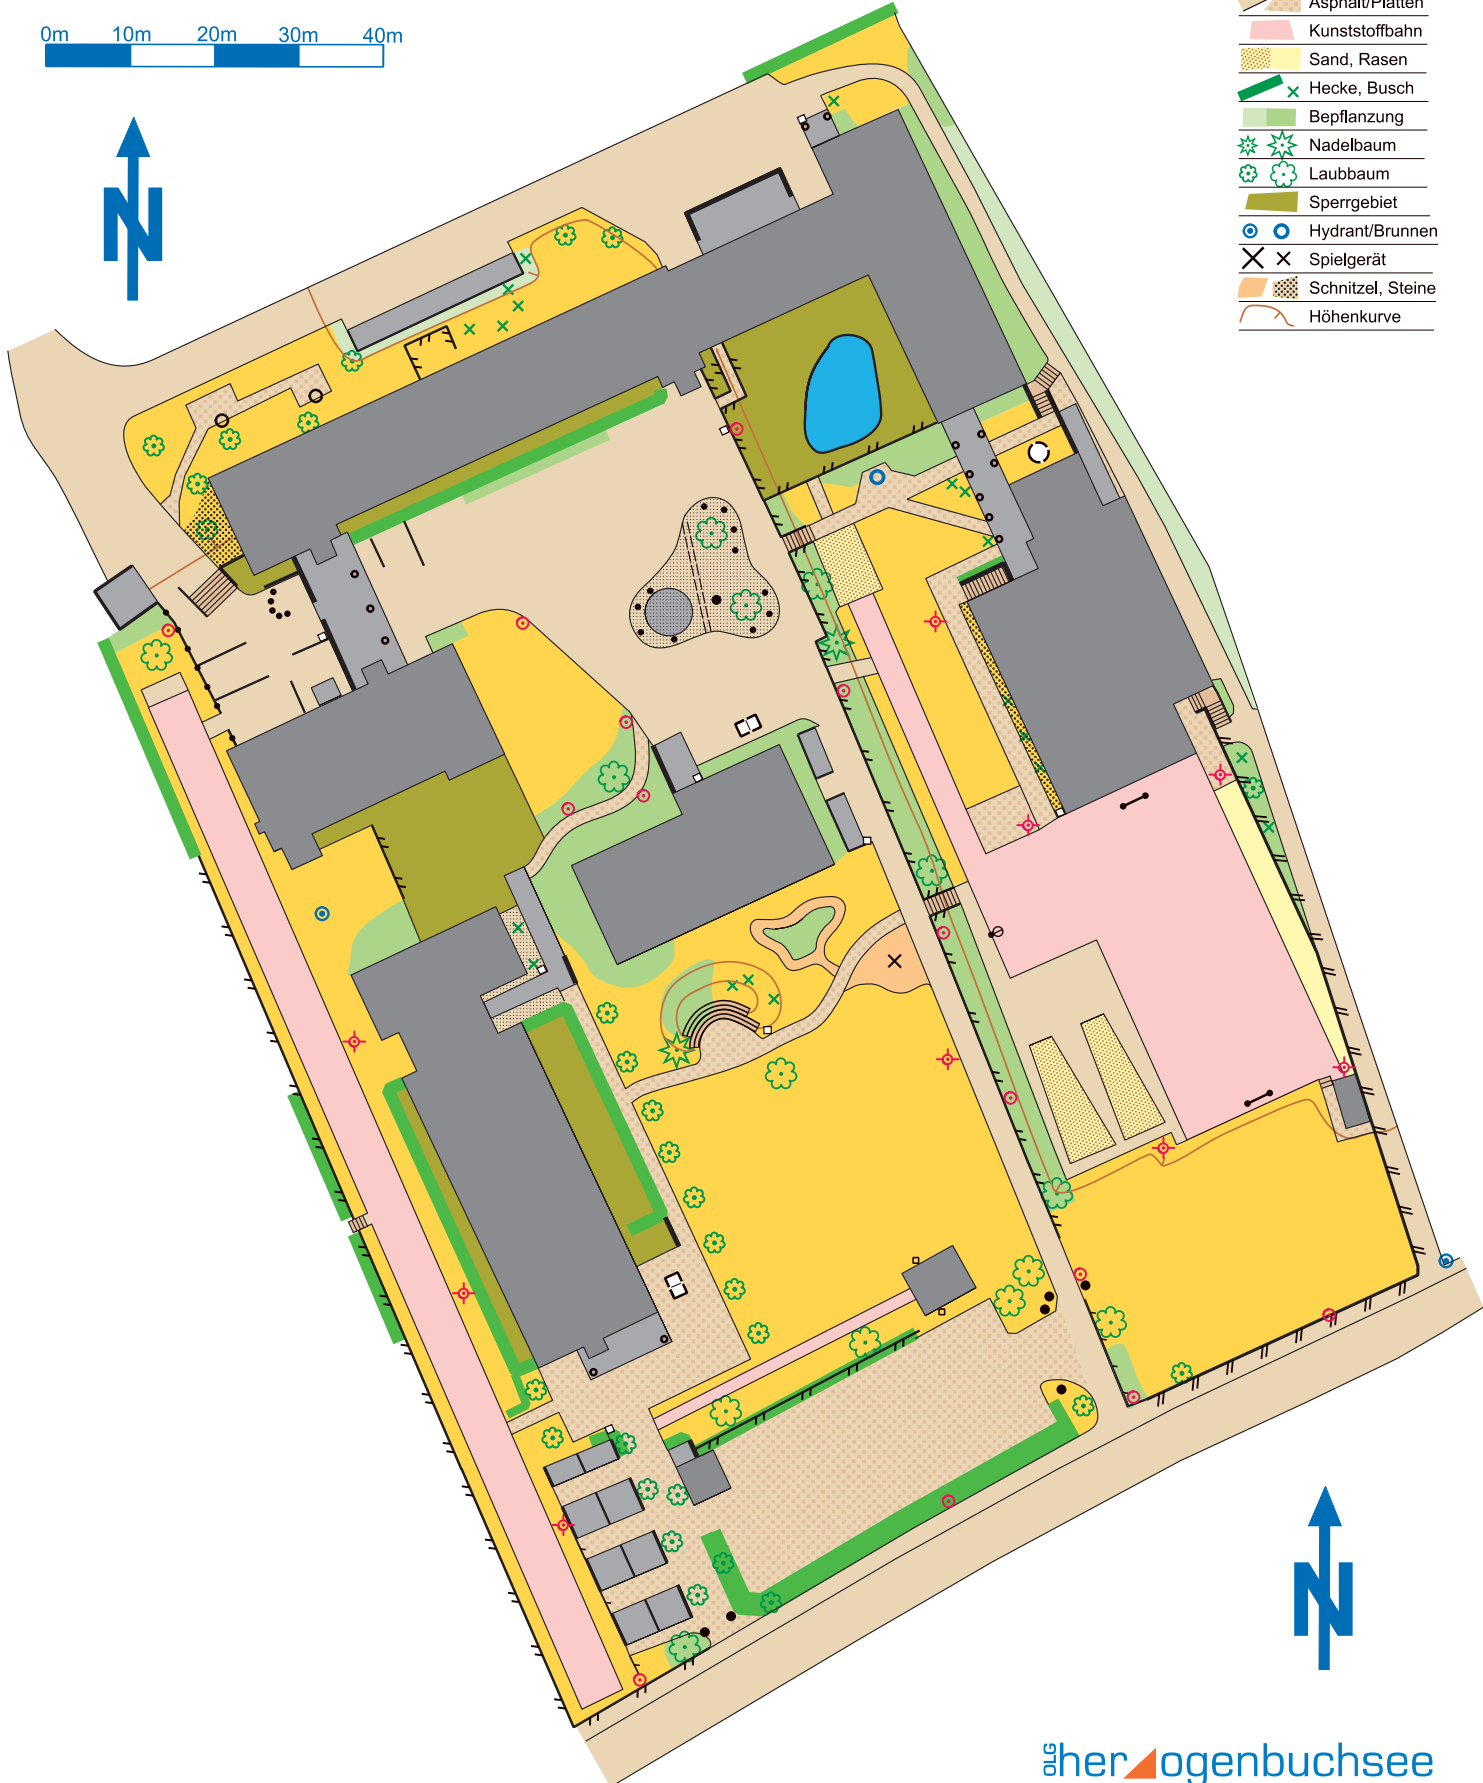 0m 10m 20m 30m 40m
N
Asphalt/Platten
Kunststoffbahn
Sand, Rasen
Hecke, Busch
Bepflanzung
Nadelbaum
Laubbaum
Sperrgebiet
Hydrant/Brunnen
Spielgerät
Schnitzel, Steine
Höhenkurve
N
OLG herzogenbuchsee